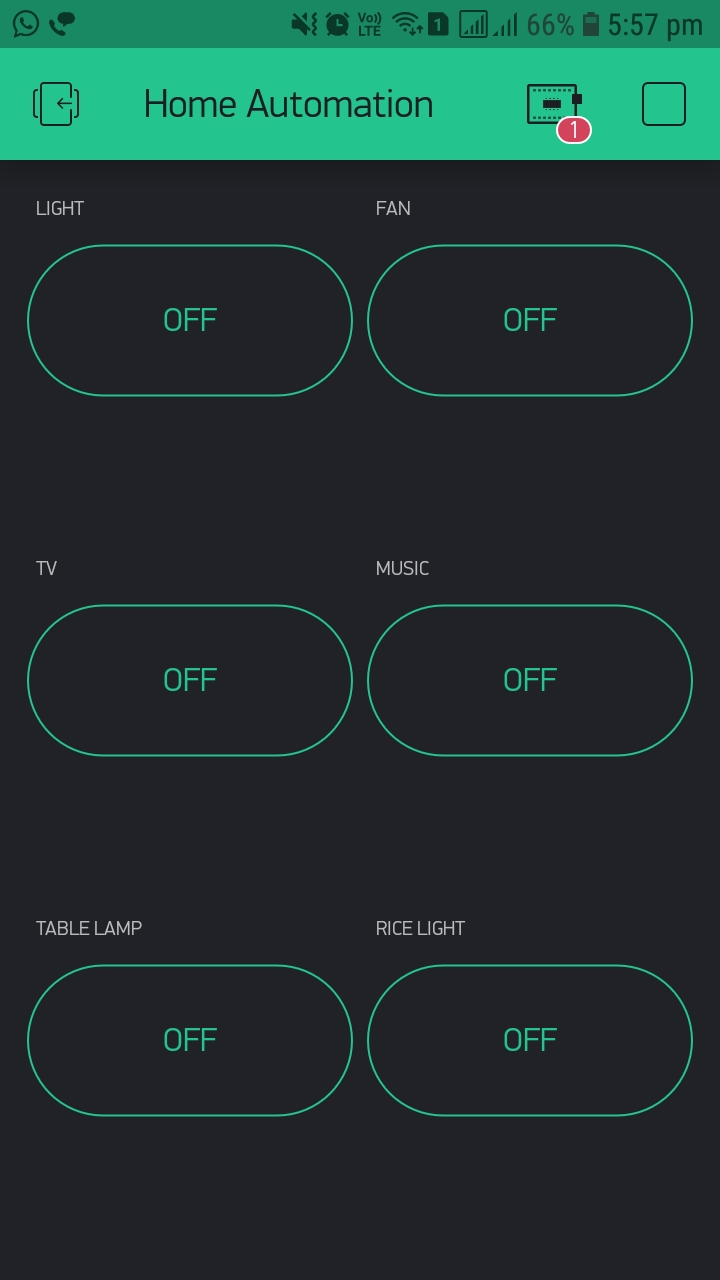 Vo))
LTE
1
66%
5:57 pm
Home Automation
1
LIGHT
FAN
OFF
OFF
TV
MUSIC
OFF
OFF
TABLE LAMP
RICE LIGHT
OFF
OFF